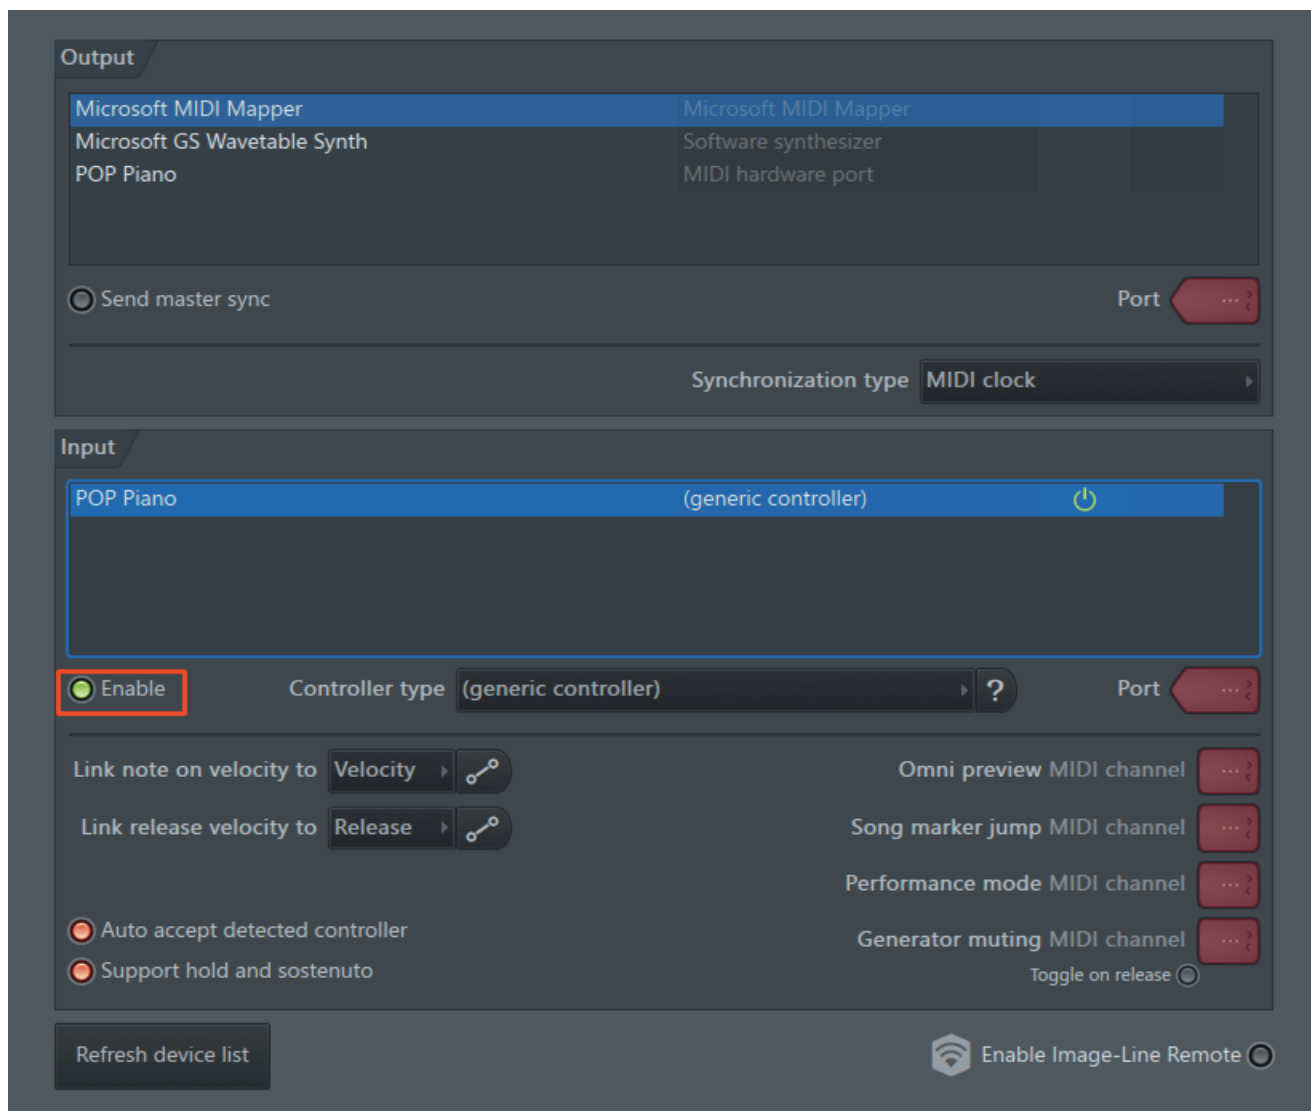 Output
Microsoft MIDI Mapper Microsoft MIDI Mapper
Microsoft GS Wavetable Synth Software synthesizer
POP Piano MIDI hardware port
Send master sync Port ...
Synchronization type MIDI clock
Input
POP Piano (generic controller)
Enable Controller type (generic controller) ? Port ...
Link note on velocity to Velocity Omni preview MIDI channel ...
Link release velocity to Release Song marker jump MIDI channel ...
Performance mode MIDI channel ...
Auto accept detected controller Generator muting MIDI channel ...
Support hold and sostenuto Toggle on release
Refresh device list Enable Image-Line Remote